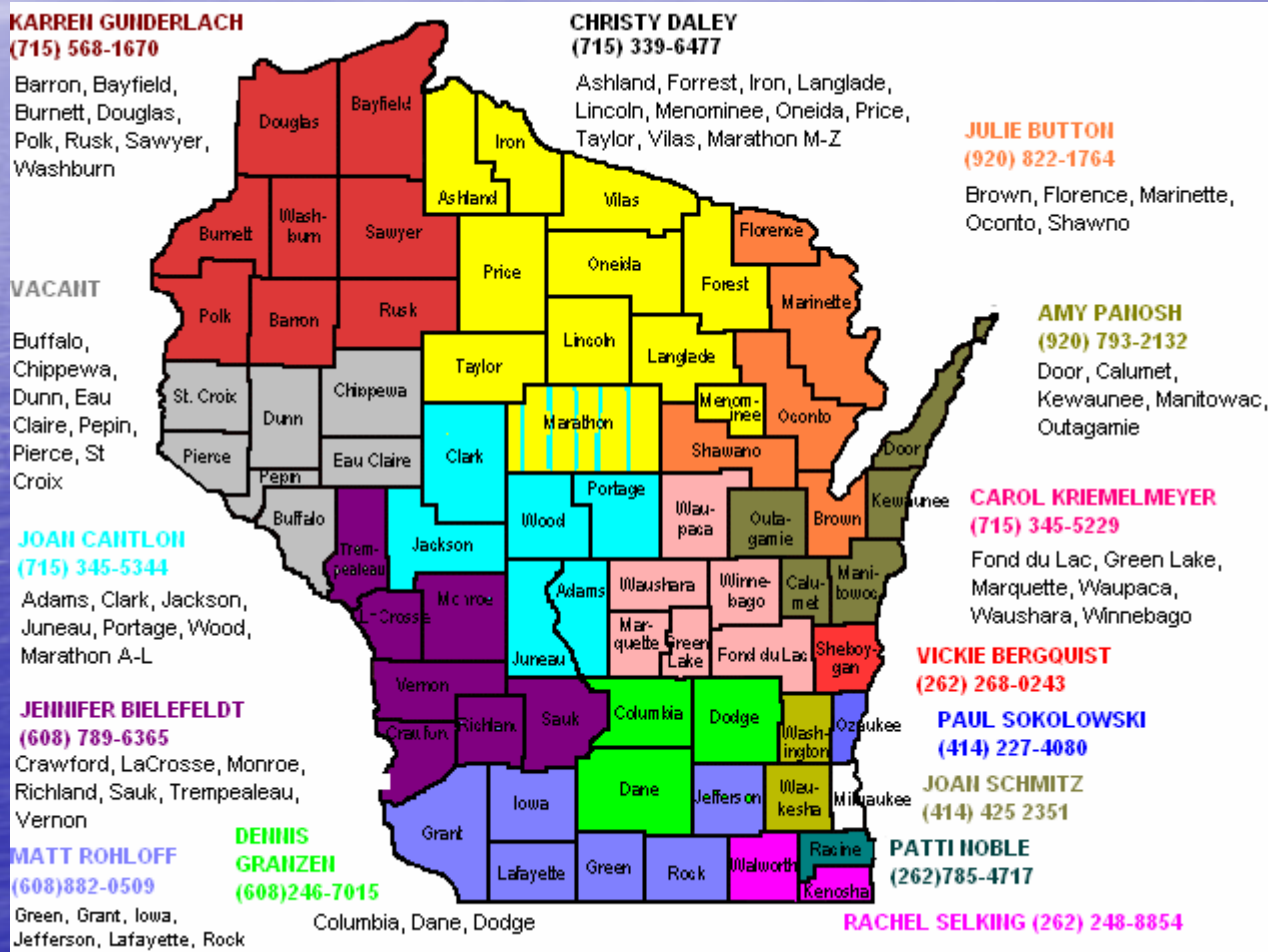 KARREN GUNDERLACH
(715) 568-1670
Barron, Bayfield,
Burnett, Douglas,
Polk, Rusk, Sawyer,
Washburn
CHRISTY DALEY
(715) 339-6477
Ashland, Forrest, Iron, Langlade,
Lincoln, Menominee, Oneida, Price,
Taylor, Vilas, Marathon M-Z
JULIE BUTTON
(920) 822-1764
Brown, Florence, Marinette,
Oconto, Shawno
VACANT
Buffalo,
Chippewa,
Dunn, Eau
Claire, Pepin,
Pierce, St
Croix
AMY PANOSH
(920) 793-2132
Door, Calumet,
Kewaunee, Manitowac,
Outagamie
CAROL KRIEMELMEYER
(715) 345-5229
Fond du Lac, Green Lake,
Marquette, Waupaca,
Waushara, Winnebago
JOAN CANTLON
(715) 345-5344
Adams, Clark, Jackson,
Juneau, Portage, Wood,
Marathon A-L
VICKIE BERGQUIST
(262) 268-0243
PAUL SOKOLOWSKI
(414) 227-4080
JENNIFER BIELEFELDT
(608) 789-6365
Crawford, LaCrosse, Monroe,
Richland, Sauk, Trempealeau,
Vernon
JOAN SCHMITZ
(414) 425 2351
DENNIS
GRANZEN
(608)246-7015
Columbia, Dane, Dodge
PATTI NOBLE
(262)785-4717
MATT ROHLOFF
(608)882-0509
Green, Grant, Iowa,
Jefferson, Lafayette, Rock
RACHEL SELKING (262) 248-8854
Douglas
Bayfield
Iron
Ashland
Vilas
Burnett
Wash-
burn
Sawyer
Florence
Price
Oneida
Forest
Marinette
Polk
Barron
Rusk
Lincoln
Langlade
Taylor
St. Croix
Dunn
Chippewa
Menom-
inee
Oconto
Marathon
Pierce
Eau Claire
Clark
Shawano
Door
Pepin
Buffalo
Portage
Wood
Wau-
paca
Outa-
gamie
Brown
Kewaunee
Trem-
pealeau
Jackson
Monroe
Adams
Waushara
Winne-
bago
Calu-
met
Mani-
towoc
LaCrosse
Juneau
Mar-
quette
Green
Lake
Fond du Lac
Sheboy-
gan
Vernon
Richland
Sauk
Columbia
Dodge
Wash-
ington
Ozaukee
Iowa
Dane
Jefferson
Wau-
kesha
Milwaukee
Grant
Lafayette
Green
Rock
Walworth
Racine
Kenosha